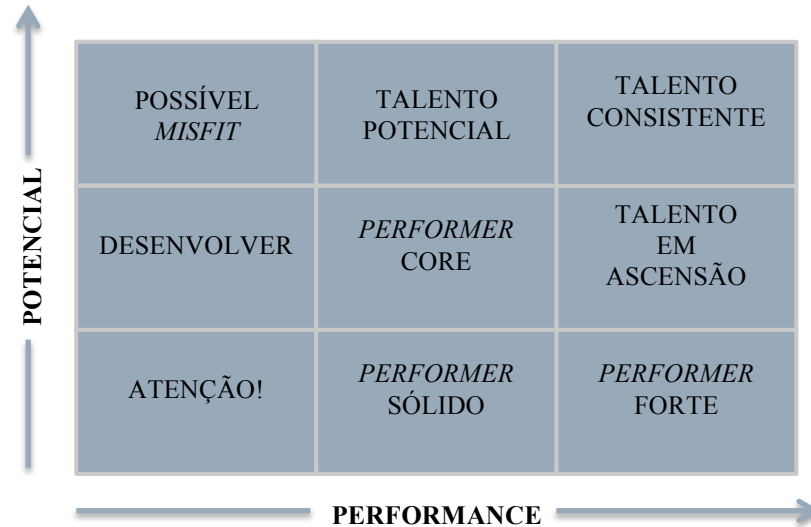 POSSÍVEL
MISFIT
TALENTO
POTENCIAL
TALENTO
CONSISTENTE
DESENVOLVER
PERFORMER
CORE
TALENTO
EM
ASCENSÃO
ATENÇÃO!
PERFORMER
SÓLIDO
PERFORMER
FORTE
POTENCIAL
PERFORMANCE